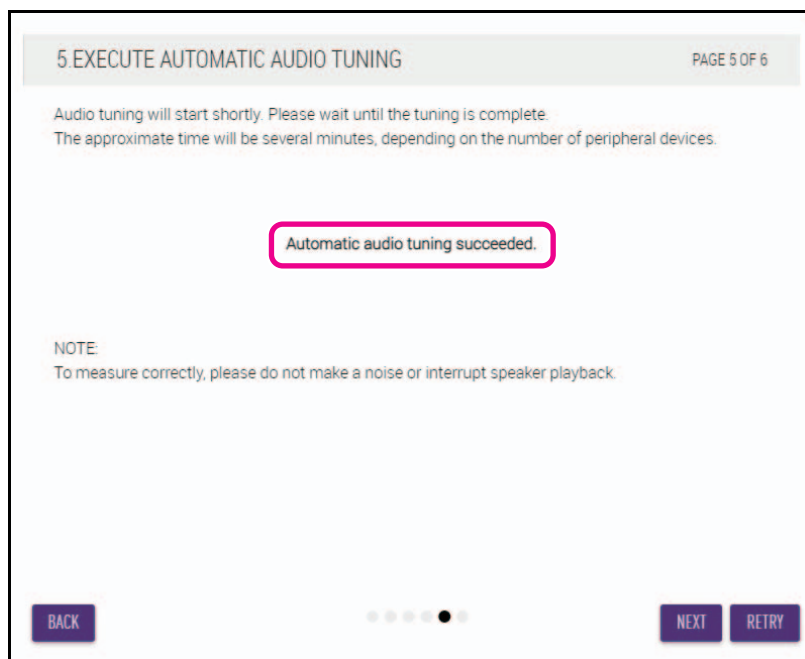 5.EXECUTE AUTOMATIC AUDIO TUNING
PAGE 5 OF 6
Audio tuning will start shortly. Please wait until the tuning is complete.
The approximate time will be several minutes, depending on the number of peripheral devices.
Automatic audio tuning succeeded.
NOTE:
To measure correctly, please do not make a noise or interrupt speaker playback.
BACK
NEXT
RETRY